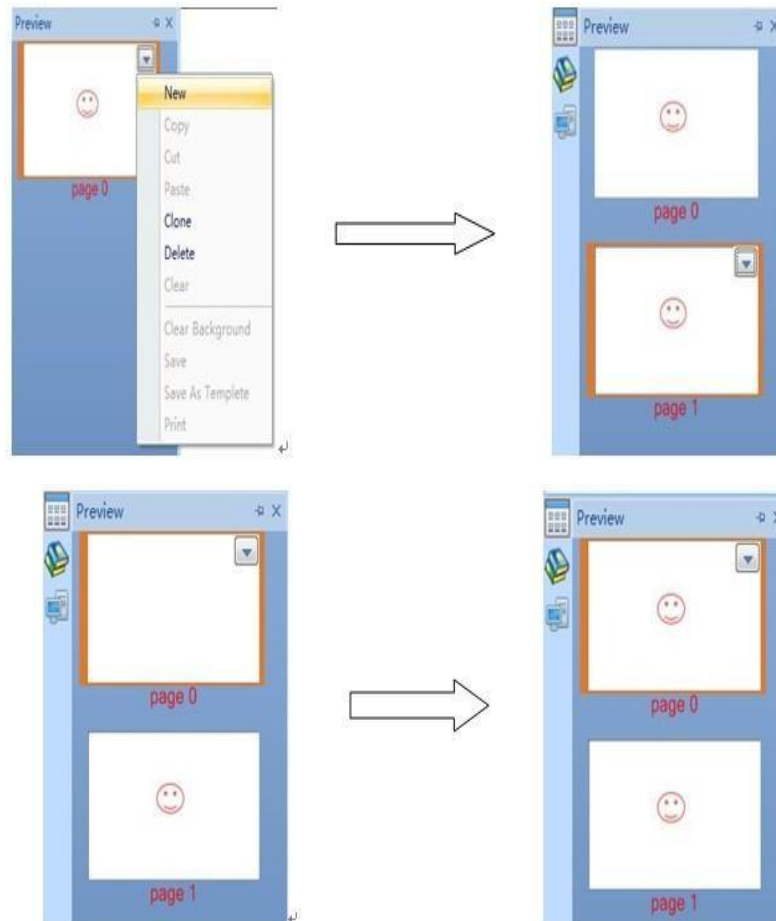 Preview
page 0
New
Copy
Cut
Paste
Clone
Delete
Clear
Clear Background
Save
Save As Templete
Print
Preview
page 0
page 1
Preview
page 0
page 1
Preview
page 0
page 1